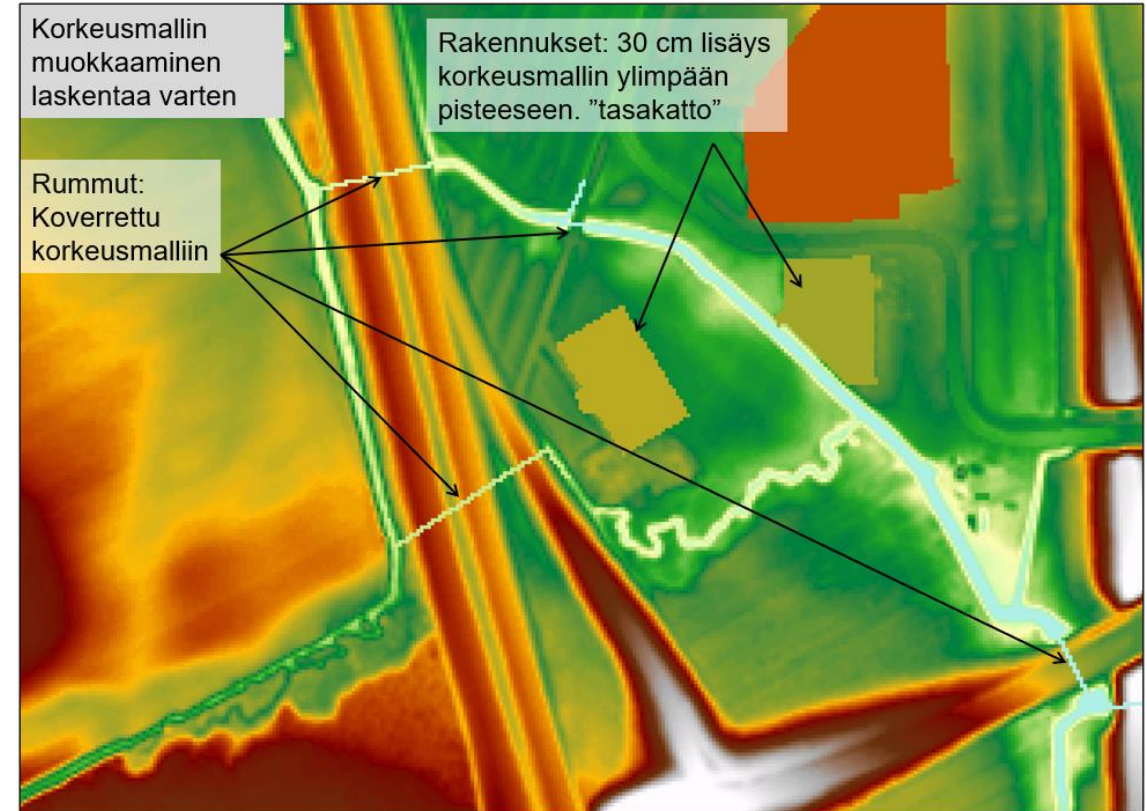 Korkeusmallin
muokkaaminen
laskentaa varten
Rakennukset: 30 cm lisäys
korkeusmallin ylimpään
pisteeseen. ”tasakatto”
Rummut:
Koverrettu
korkeusmalliin